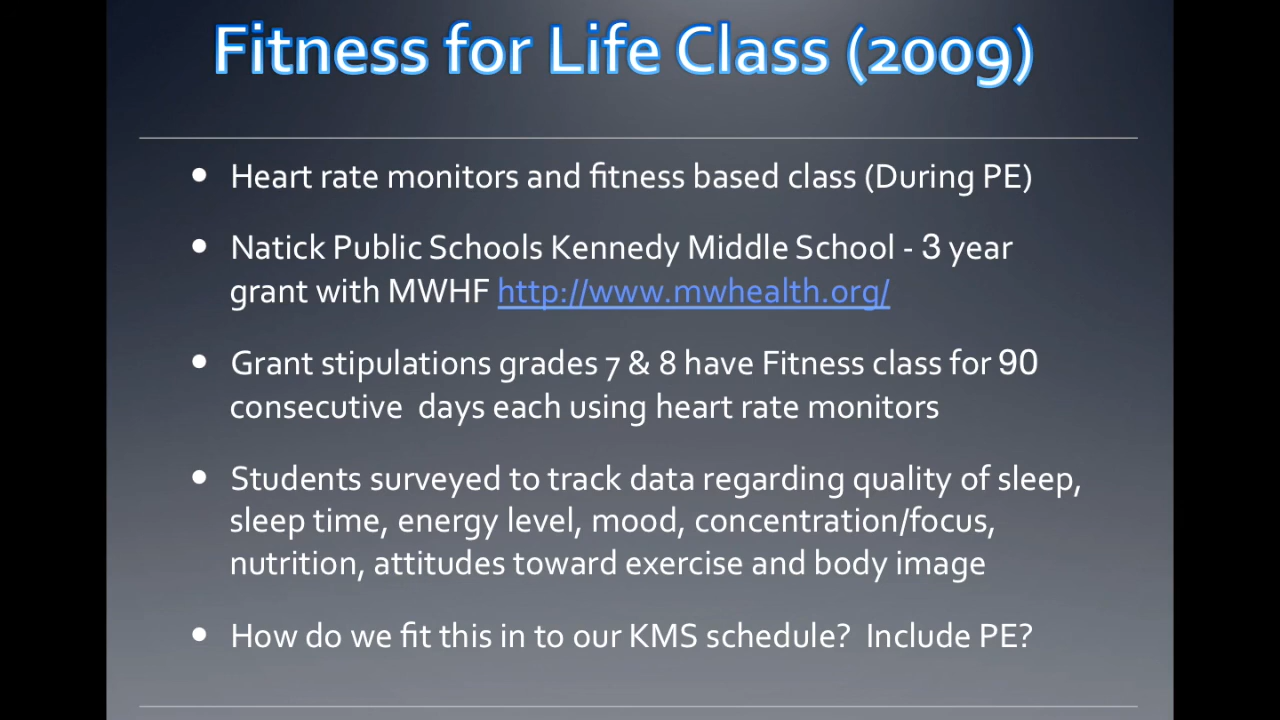 Fitness for Life Class (2009)
• Heart rate monitors and fitness based class (During PE)
• Natick Public Schools Kennedy Middle School - 3 year
grant with MWHF http://www.mwhealth.org/
• Grant stipulations grades 7 & 8 have Fitness class for 90
consecutive days each using heart rate monitors
• Students surveyed to track data regarding quality of sleep,
sleep time, energy level, mood, concentration/focus,
nutrition, attitudes toward exercise and body image
• How do we fit this in to our KMS schedule? Include PE?